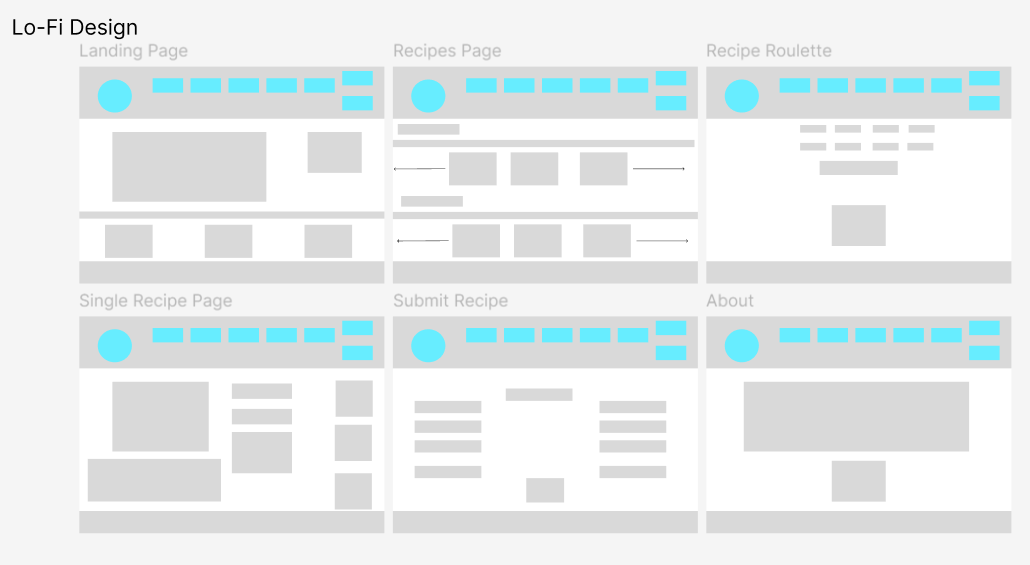 Lo-Fi Design
Landing Page
Recipes Page
Recipe Roulette
Single Recipe Page
Submit Recipe
About